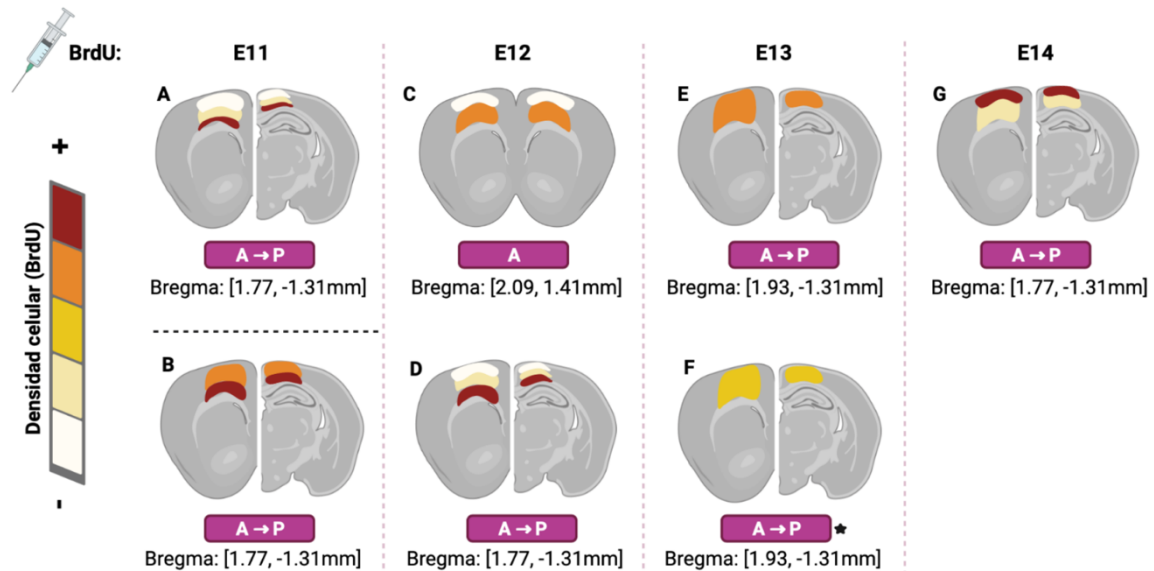 BrdU: E11 E12 E13 E14
A C E G
+
Densidad celular (BrdU)
-
A → P A A → P A → P
Bregma: [1.77, -1.31mm] Bregma: [2.09, 1.41mm] Bregma: [1.93, -1.31mm] Bregma: [1.77, -1.31mm]
B D F
A → P A → P A → P ★
Bregma: [1.77, -1.31mm] Bregma: [1.77, -1.31mm] Bregma: [1.93, -1.31mm]